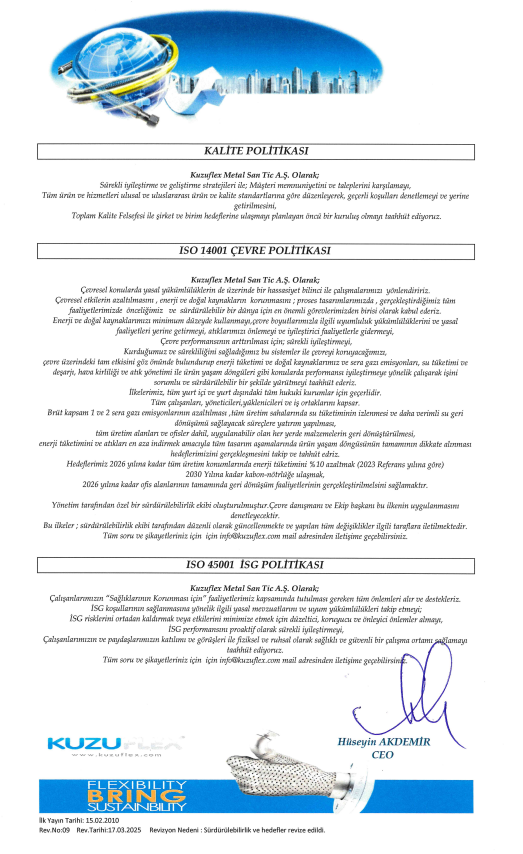 KALİTE POLİTİKASI
Kuzuflex Metal San Tic A.Ş. Olarak;
Sürekli iyileştirme ve geliştirme stratejileri ile; Müşteri memnuniyetini ve taleplerini karşılamaya,
Tüm ürün ve hizmetleri ulusal ve uluslararası ürün ve kalite standartlarına göre düzenleyerek, geçerli koşulları denetlemeyi ve yerine
getirilmesini,
Toplam Kalite Felsefesi ile şirket ve birim hedeflerine ulaşmayı planlayan öncü bir kuruluş olmayı taahhüt ediyoruz.
ISO 14001 ÇEVRE POLİTİKASI
Kuzuflex Metal San Tic A.Ş. Olarak;
Çevresel konularda yasal yükümlülüklerin de üzerinde bir hassasiyet bilinci ile çalışmalarımızı yönlendiririz.
Çevresel etkilerin azaltılmasını , enerji ve doğal kaynakların korunmasını ; proses tasarımlarımızda , gerçekleştirdiğimiz tüm
faaliyetlerimizde önceliğimiz ve sürdürülebilir bir dünya için en önemli görevlerimizden birisi olarak kabul ederiz.
Enerji ve doğal kaynaklarımızı minimum düzeyde kullanmayı,çevre boyutlarımızla ilgili uyumluluk yükümlülüklerini ve yasal
faaliyetleri yerine getirmeyi, atıklarımızı önlemeyi ve iyileştirici faaliyetlerle gidermeyi,
Çevre performansının arttırılması için; sürekli iyileştirmeyi,
Kurduğumuz ve sürekliliğini sağladığımız bu sistemler ile çevreyi koruyacağımızı,
çevre üzerindeki tam etkisini göz önünde bulundurup enerji tüketimi ve doğal kaynaklarımız ve sera gazı emisyonları, su tüketimi ve
deşarjı, hava kirliliği ve atık yönetimi ile ürün yaşam döngüleri gibi konularda performans iyileştirmeye yönelik çalışarak işini
sorumlu ve sürdürülebilir bir şekilde yürütmeyi taahhüt ederiz.
İlkelerimiz, tüm yurt içi ve yurt dışındaki tüm hukuki kurumlar için geçerlidir.
Tüm çalışanları, yöneticileri,yüklenicileri ve iş ortaklarını kapsar.
Brüt kapsam 1 ve 2 sera gazı emisyonlarının azaltılması ,tüm üretim sahalarında su tüketiminin izlenmesi ve daha verimli su geri
dönüşümü sağlayacak süreçlere yatırım yapılması,
tüm üretim alanları ve ofisler dahil, uygulanabilir olan her yerde malzemelerin geri dönüştürülmesi,
enerji tüketimini ve atıkları en aza indirmek amacıyla tüm tasarım aşamalarında ürün yaşam döngüsünün tamamının dikkate alınması
hedeflerimizini gerçekleşmesini takip ve tahhüt edriz.
Hedeflerimiz 2026 yılına kadar tüm üretim konumlarında enerji tüketimini %10 azaltmak (2023 Referans yılına göre)
2030 Yılına kadar kabon-nötrlüğe ulaşmak,
2026 yılına kadar ofis alanlarının tamamında geri dönüşüm faaliyetlerinin gerçekleştirilmelsini sağlamaktır.
Yönetim tarafından özel bir sürdürülebilirlik ekibi oluşturulmuştur.Çevre danışmanı ve Ekip başkanı bu ilkenin uygulanmasını
denetleyecektir.
Bu ilkeler ; sürdürülebilirlik ekibi tarafından düzenli olarak güncellenmekte ve yapılan tüm değişiklikler ilgili taraflara iletilmektedir.
Tüm soru ve şikayetleriniz için için info@kuzuflex.com mail adresinden iletişime geçebilirsiniz.
ISO 45001 İSG POLİTİKASI
Kuzuflex Metal San Tic A.Ş. Olarak;
Çalışanlarımızın “Sağlıklarının Korunması için” faaliyetlerimiz kapsamında tutulması gereken tüm önlemleri alır ve destekleriz.
İSG koşullarının sağlanmasına yönelik ilgili yasal mevzuatlarını ve uyum yükümlülükleri takip etmeyi;
İSG risklerini ortadan kaldırmak veya etkilerini minimize etmek için düzeltici, koruyucu ve önleyici önlemler almayı,
İSG performansını proaktif olarak sürekli iyileştirmeyi,
Çalışanlarımızın ve paydaşlarımızın katılımı ve görüşleri ile fiziksel ve ruhsal olarak sağlıklı ve güvenli bir çalışma ortamı sağlamayı
taahhüt ediyoruz.
Tüm soru ve şikayetleriniz için için info@kuzuflex.com mail adresinden iletişime geçebilirsiniz.
Hüseyin AKDEMİR
CEO
KUZUFLEX
www.kuzuflex.com
FLEXIBILITY
BRING
SUSTAINBILITY
İlk Yayın Tarihi: 15.02.2010
Rev.No:09 Rev.Tarihi:17.03.2025 Revizyon Nedeni : Sürdürülebilirlik ve hedefler revize edildi.